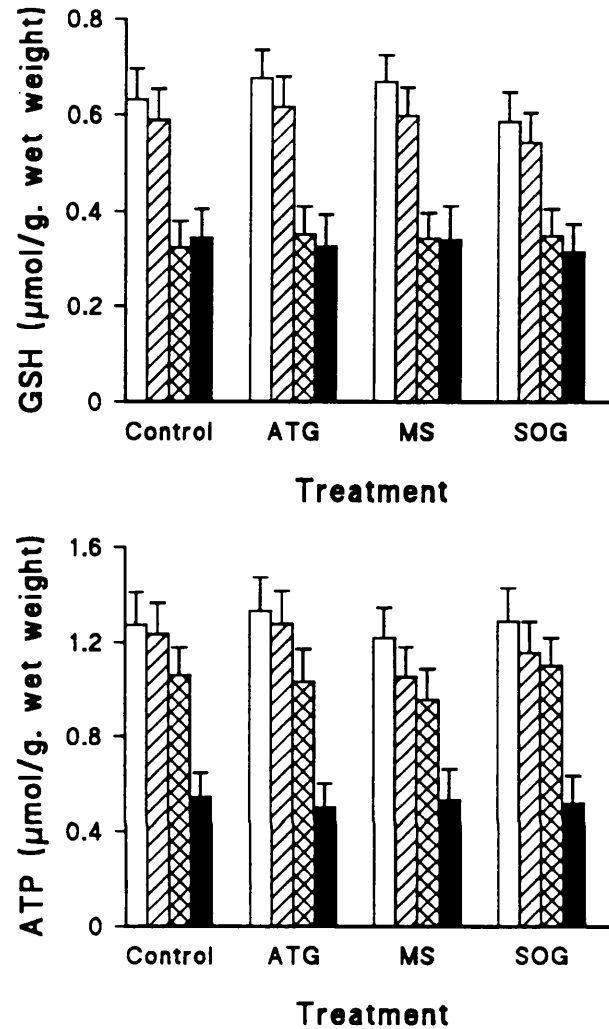 0.8
0.6
0.4
0.2
0
GSH (μmol/g. wet weight)
Control ATG MS SOG
Treatment
1.6
1.2
0.8
0.4
0
ATP (μmol/g. wet weight)
Control ATG MS SOG
Treatment